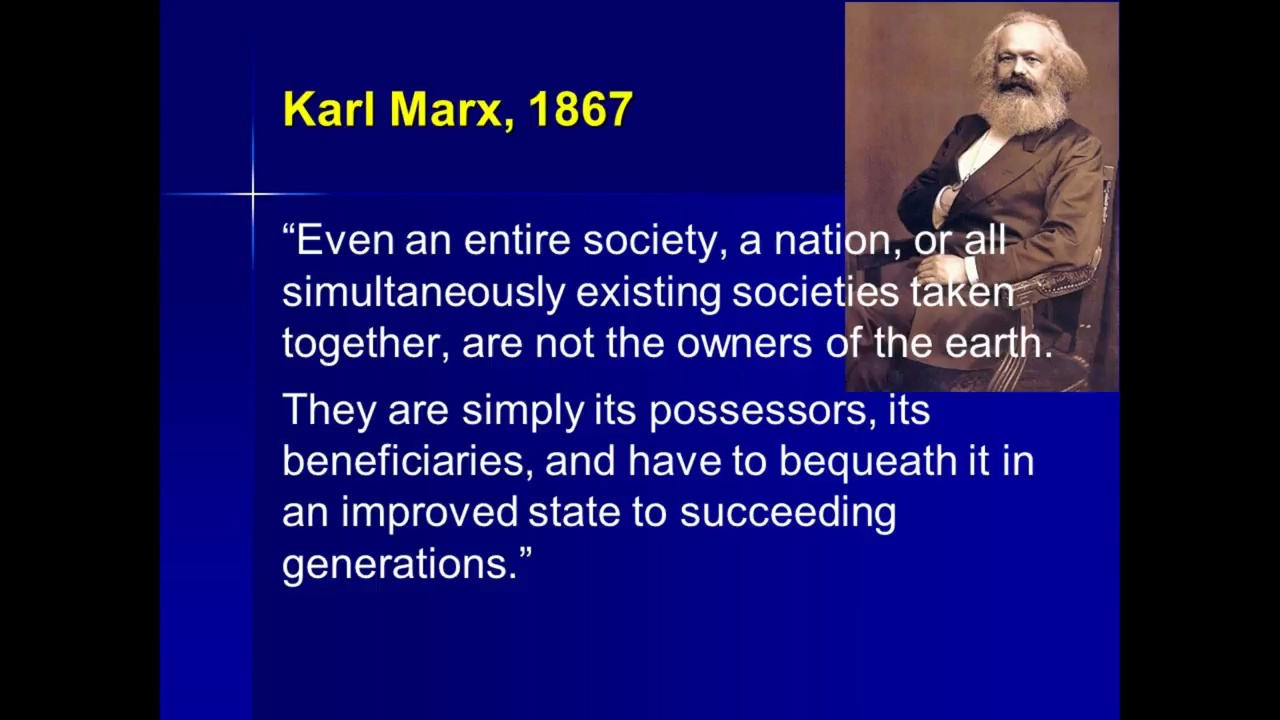 Karl Marx, 1867
“Even an entire society, a nation, or all
simultaneously existing societies taken
together, are not the owners of the earth.
They are simply its possessors, its
beneficiaries, and have to bequeath it in
an improved state to succeeding
generations.”